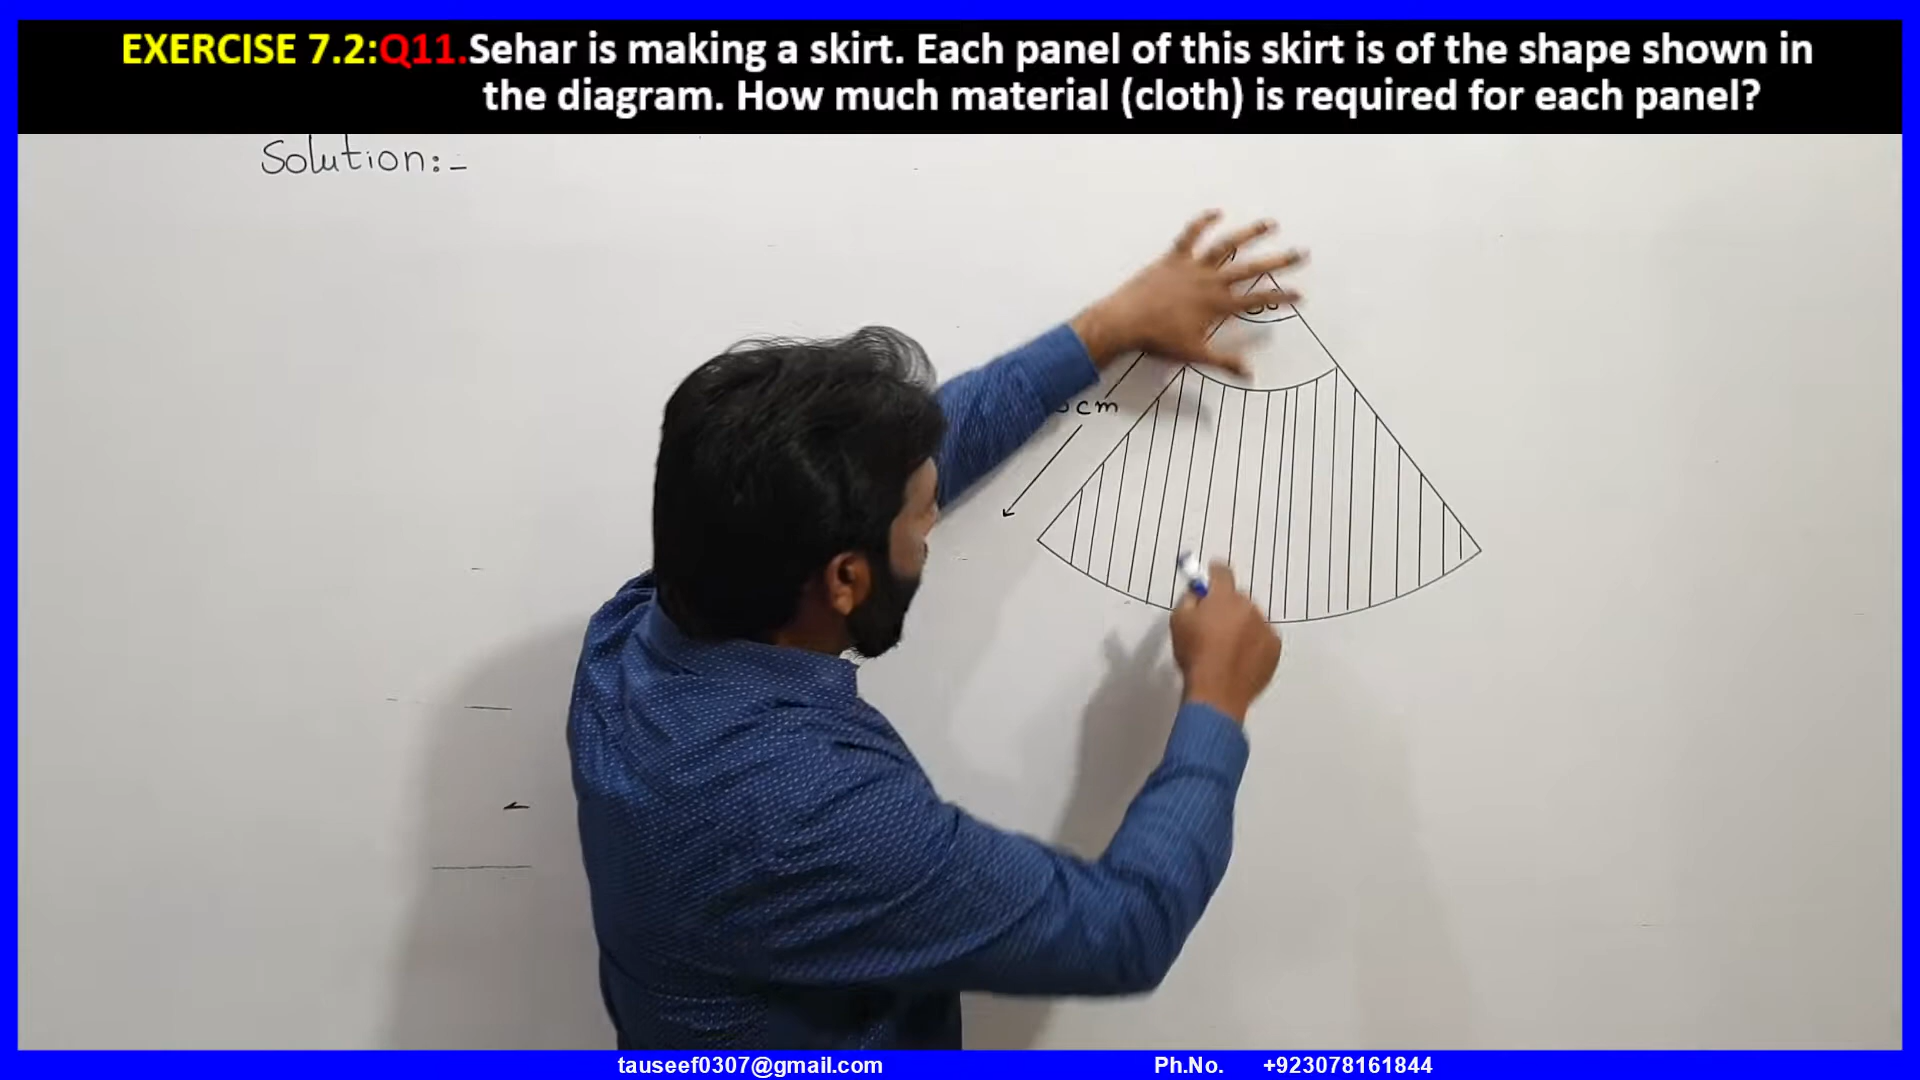 EXERCISE 7.2:Q11.Sehar is making a skirt. Each panel of this skirt is of the shape shown in
the diagram. How much material (cloth) is required for each panel?
Solution:-
cm
tauseef0307@gmail.com Ph.No. +923078161844